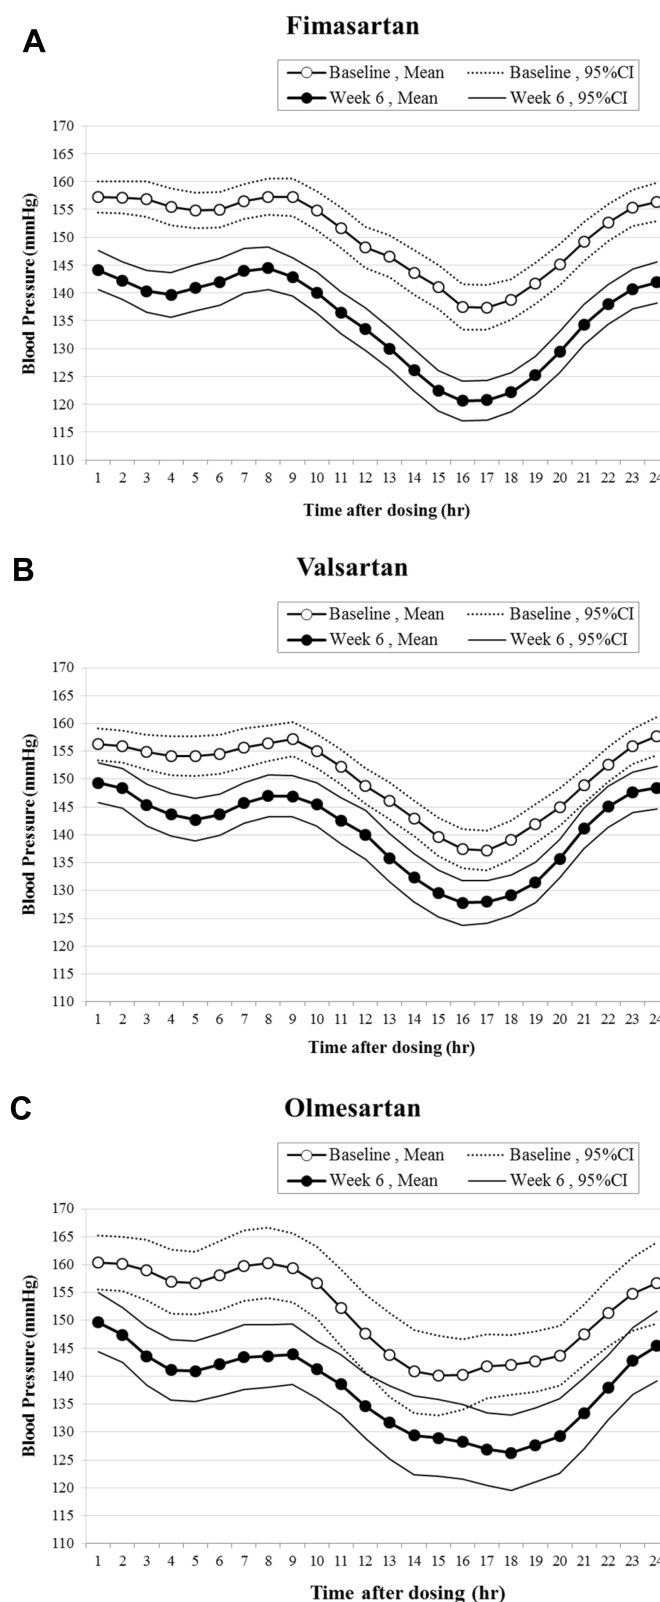 A
Fimasartan
Baseline , Mean
Baseline , 95%CI
Week 6 , Mean
Week 6 , 95%CI
Blood Pressure (mmHg)
170
165
160
155
150
145
140
135
130
125
120
115
110
1 2 3 4 5 6 7 8 9 10 11 12 13 14 15 16 17 18 19 20 21 22 23 24
Time after dosing (hr)
B
Valsartan
Baseline , Mean
Baseline , 95%CI
Week 6 , Mean
Week 6 , 95%CI
Blood Pressure (mmHg)
170
165
160
155
150
145
140
135
130
125
120
115
110
1 2 3 4 5 6 7 8 9 10 11 12 13 14 15 16 17 18 19 20 21 22 23 24
Time after dosing (hr)
C
Olmesartan
Baseline , Mean
Baseline , 95%CI
Week 6 , Mean
Week 6 , 95%CI
Blood Pressure (mmHg)
170
165
160
155
150
145
140
135
130
125
120
115
110
1 2 3 4 5 6 7 8 9 10 11 12 13 14 15 16 17 18 19 20 21 22 23 24
Time after dosing (hr)